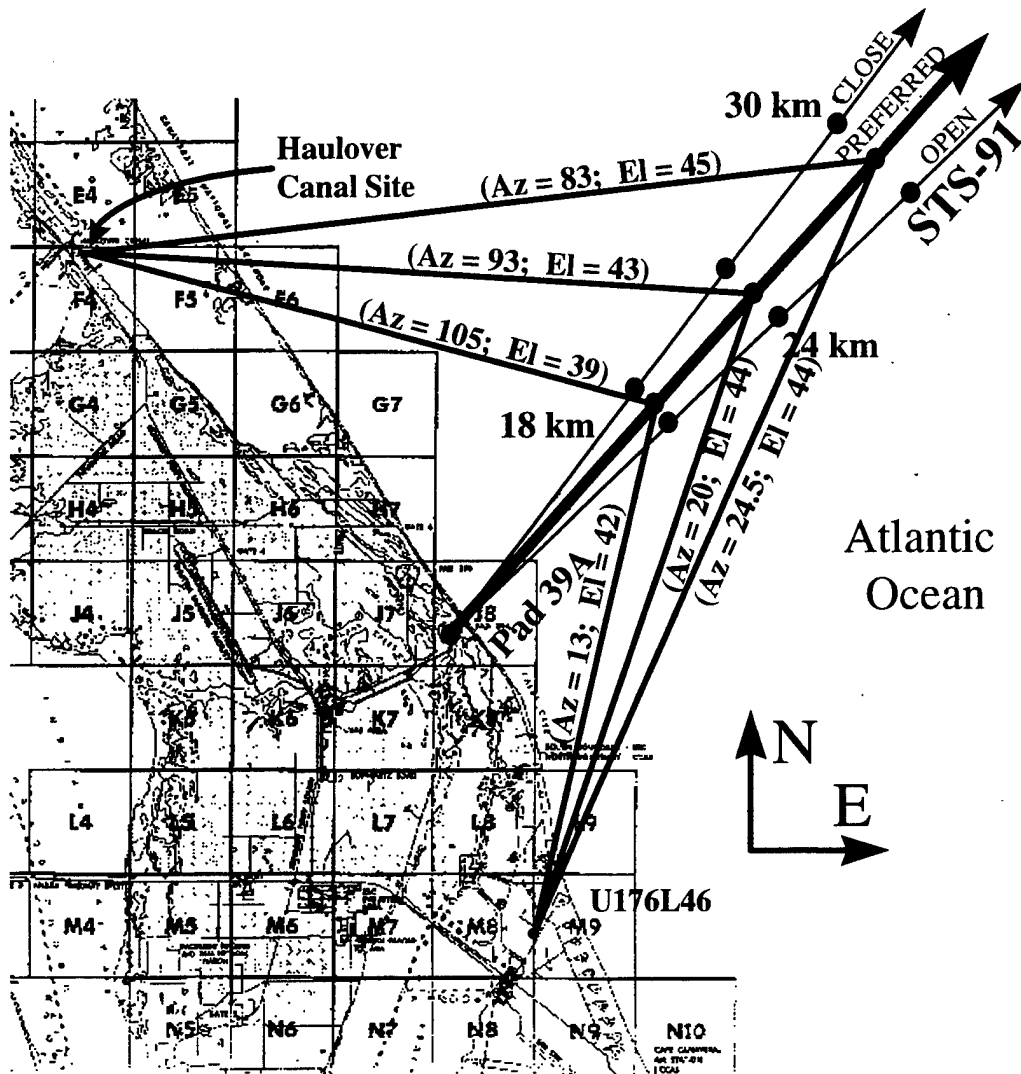 CLOSE
PREFERRED
OPEN
STS-91
30 km
Haulover
Canal Site
(Az = 83; El = 45)
E4
E5
(Az = 93; El = 43)
F4
F5
E6
(Az = 105; El = 39)
24 km
18 km
G4
G5
G6
G7
H4
H5
H6
H7
Atlantic
Ocean
J4
J5
J6
J7
J8
Pad 39A
(Az = 13; El = 42)
(Az = 20; El = 44)
(Az = 24.5; El = 44)
K6
K7
N
E
L4
L5
L6
L7
L8
L9
U176L46
M4
M5
M6
M7
M8
M9
N5
N6
N7
N8
N9
N10